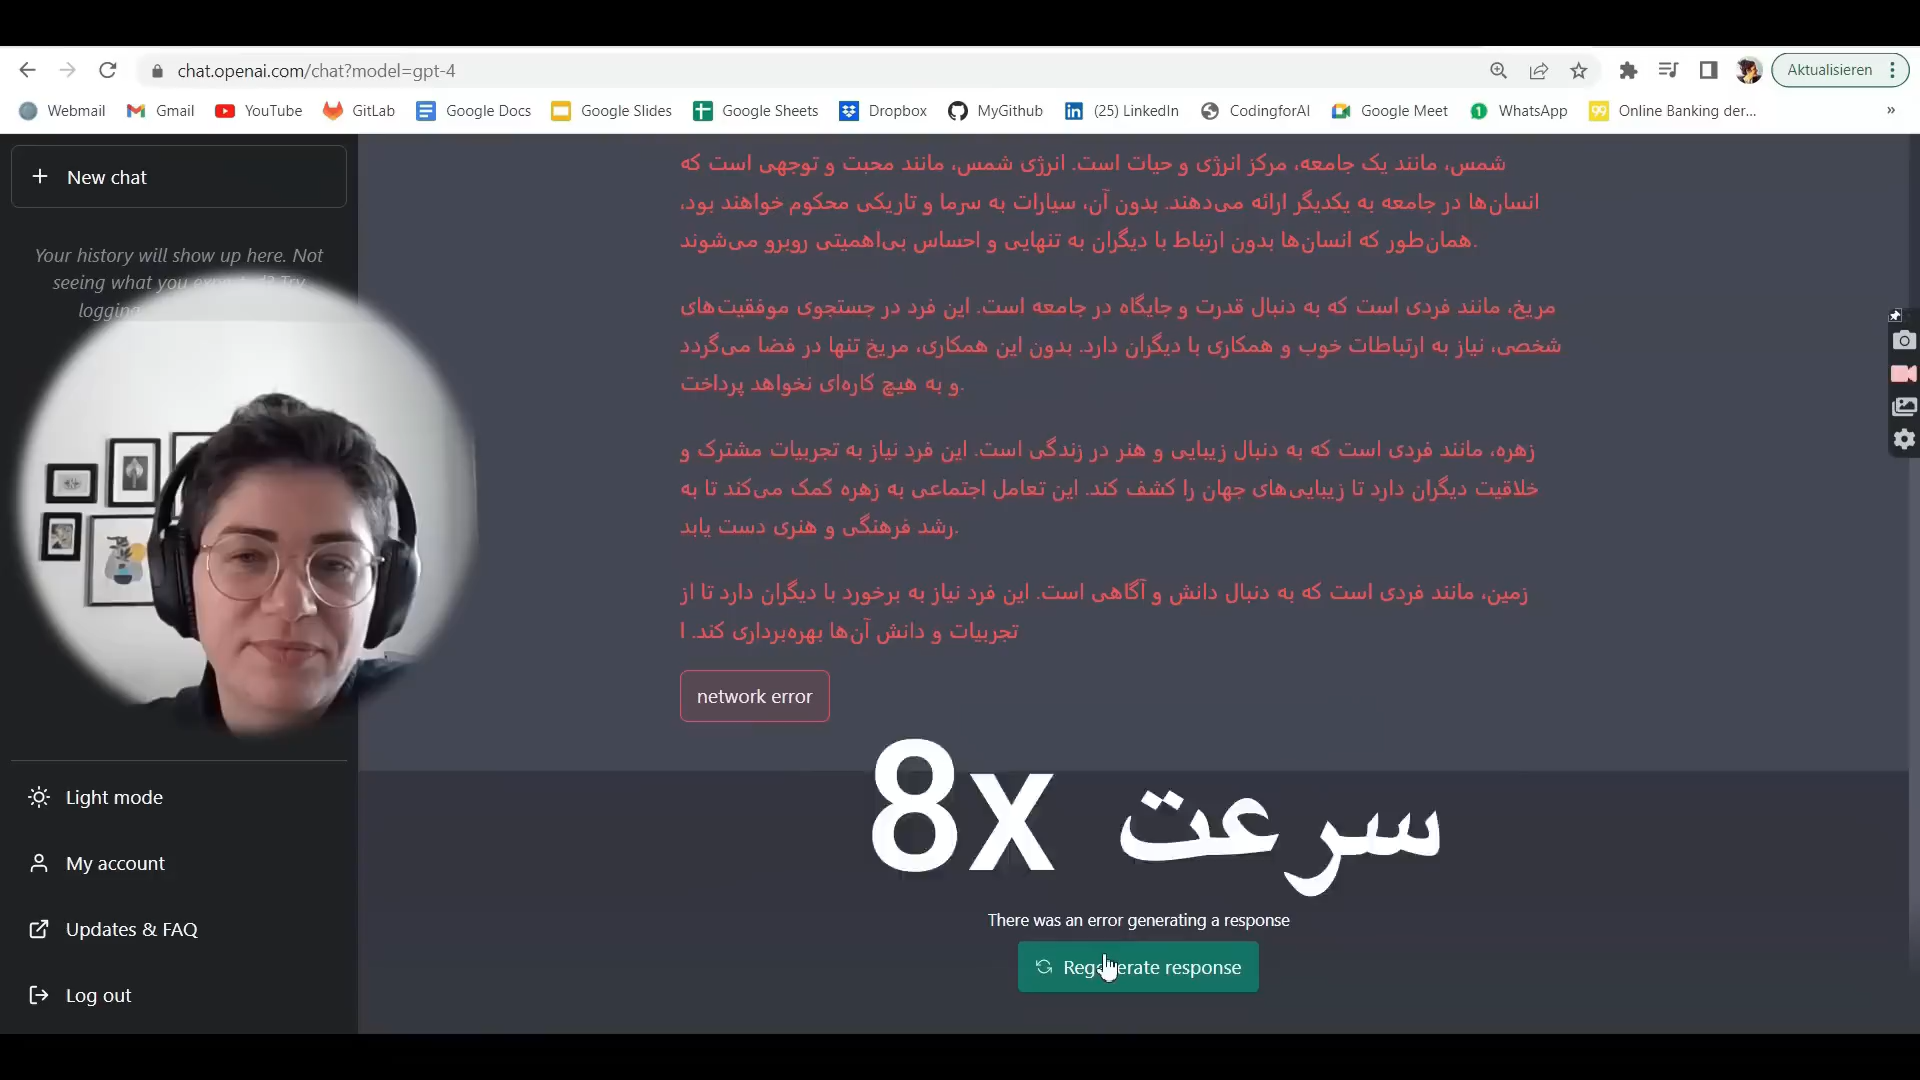 chat.openai.com/chat?model=gpt-4
Aktualisieren
Webmail
Gmail
YouTube
GitLab
Google Docs
Google Slides
Google Sheets
Dropbox
MyGithub
(25) LinkedIn
CodingforAI
Google Meet
WhatsApp
Online Banking der...
New chat
Your history will show up here. Not
seeing what you expected? Try
logging
شمس، مانند یک جامعه، مرکز انرژی و حیات است. انرژی شمس، مانند محبت و توجهی است که
انسان‌ها در جامعه به یکدیگر ارائه می‌دهند. بدون آن، سیارات به سرما و تاریکی محکوم خواهند بود،
همان‌طور که انسان‌ها بدون ارتباط با دیگران به تنهایی و احساس بی‌اهمیتی روبرو می‌شوند.
مریخ، مانند فردی است که به دنبال قدرت و جایگاه در جامعه است. این فرد در جستجوی موفقیت‌های
شخصی، نیاز به ارتباطات خوب و همکاری با دیگران دارد. بدون این همکاری، مریخ تنها در فضا می‌گردد
و به هیچ کاره‌ای نخواهد پرداخت.
زهره، مانند فردی است که به دنبال زیبایی و هنر در زندگی است. این فرد نیاز به تجربیات مشترک و
خلاقیت دیگران دارد تا زیبایی‌های جهان را کشف کند. این تعامل اجتماعی به زهره کمک می‌کند تا به
رشد فرهنگی و هنری دست یابد.
زمین، مانند فردی است که به دنبال دانش و آگاهی است. این فرد نیاز به برخورد با دیگران دارد تا از
تجربیات و دانش آن‌ها بهره‌برداری کند. ا
network error
سرعت 8x
There was an error generating a response
Regenerate response
Light mode
My account
Updates & FAQ
Log out